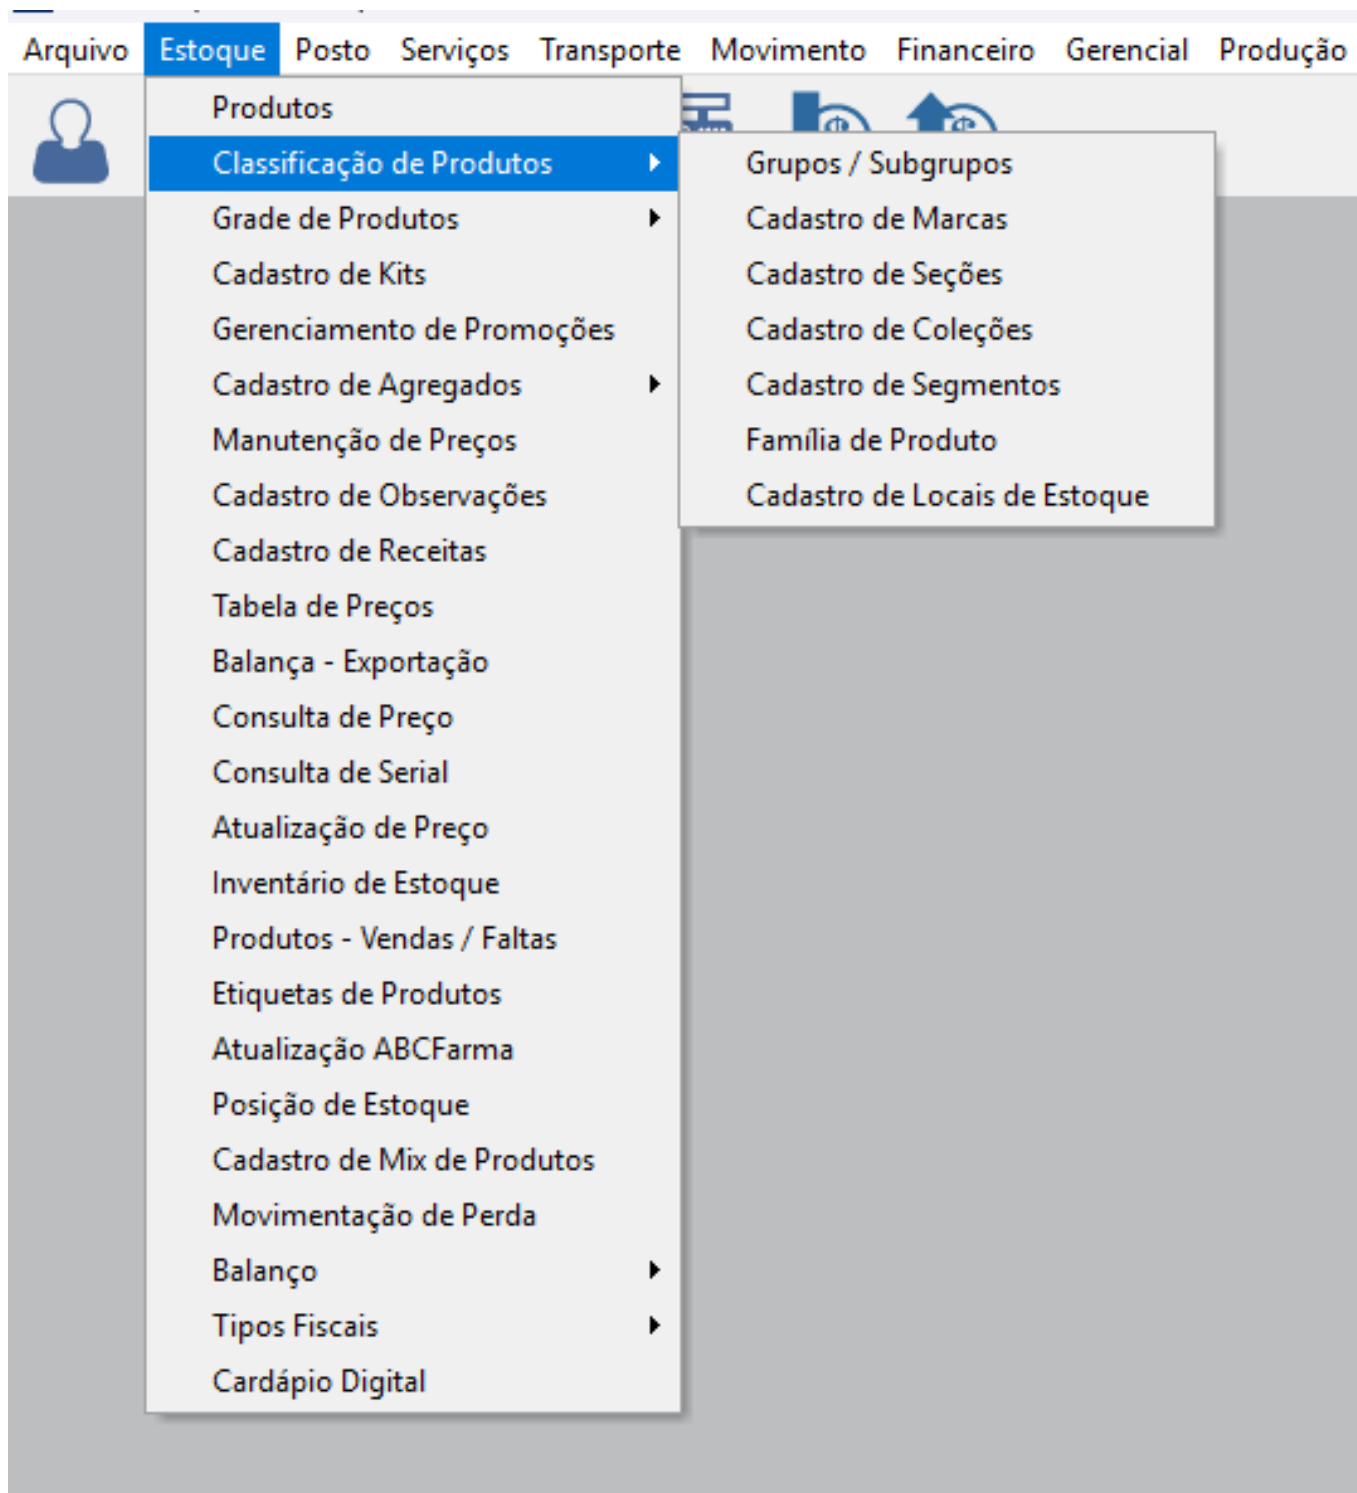 Arquivo Estoque Posto Serviços Transporte Movimento Financeiro Gerencial Produção
Produtos
Classificação de Produtos
Grade de Produtos
Cadastro de Kits
Gerenciamento de Promoções
Cadastro de Agregados
Manutenção de Preços
Cadastro de Observações
Cadastro de Receitas
Tabela de Preços
Balança - Exportação
Consulta de Preço
Consulta de Serial
Atualização de Preço
Inventário de Estoque
Produtos - Vendas / Faltas
Etiquetas de Produtos
Atualização ABCFarma
Posição de Estoque
Cadastro de Mix de Produtos
Movimentação de Perda
Balanço
Tipos Fiscais
Cardápio Digital
Grupos / Subgrupos
Cadastro de Marcas
Cadastro de Seções
Cadastro de Coleções
Cadastro de Segmentos
Família de Produto
Cadastro de Locais de Estoque